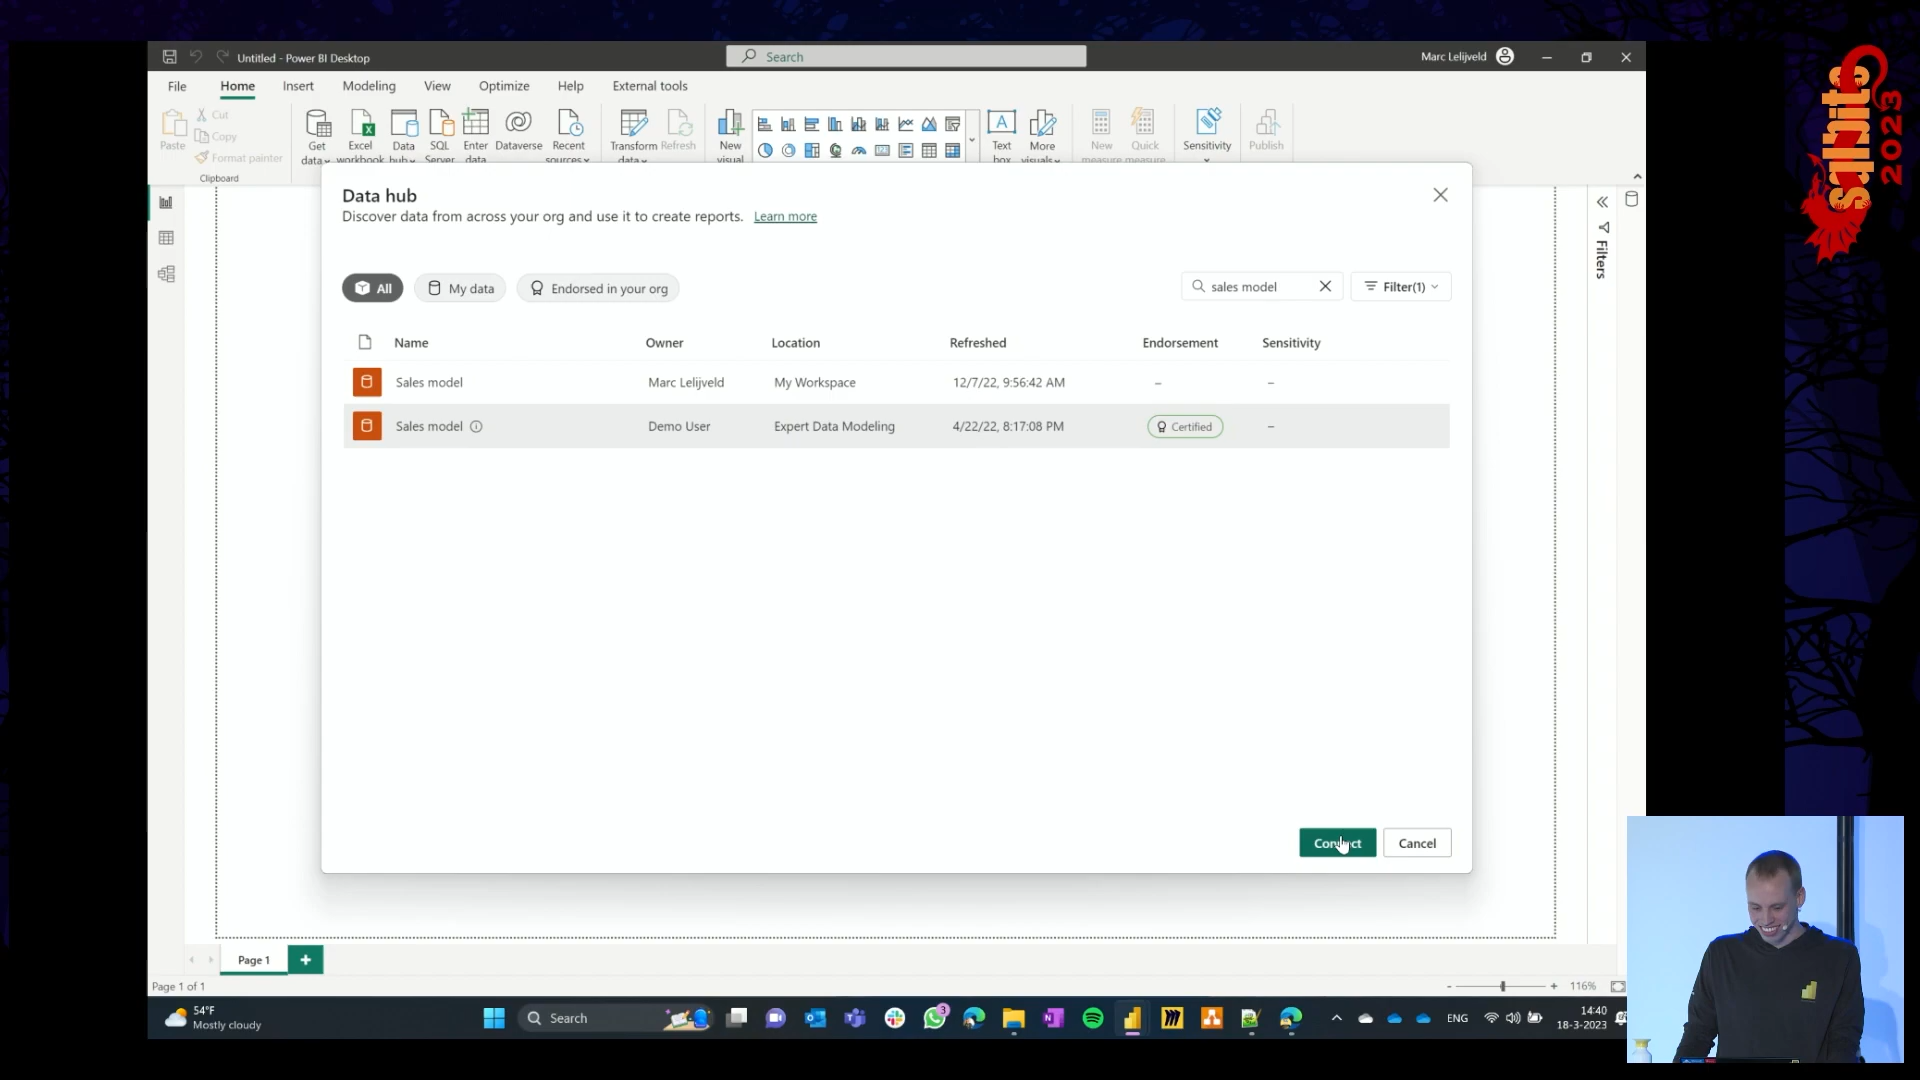 Untitled - Power BI Desktop
Search
Marc Lelijveld
File
Home
Insert
Modeling
View
Optimize
Help
External tools
Paste
Cut
Copy
Format painter
Clipboard
Get
data
Excel
workbook
Data
hub
SQL
Server
Enter
data
Dataverse
Recent
sources
Transform
data
Refresh
New
visual
Text
box
More
visuals
New
measure
Quick
measure
Sensitivity
Publish
Data hub
Discover data from across your org and use it to create reports. Learn more
All
My data
Endorsed in your org
sales model
Filter(1)
Name Owner Location Refreshed Endorsement Sensitivity
Sales model Marc Lelijveld My Workspace 12/7/22, 9:56:42 AM – –
Sales model Demo User Expert Data Modeling 4/22/22, 8:17:08 PM Certified –
Connect
Cancel
Filters
Page 1
+
Page 1 of 1
- + 116%
54°F
Mostly cloudy
Search
3
ENG
14:40
18-3-2023
sqlbits
2023